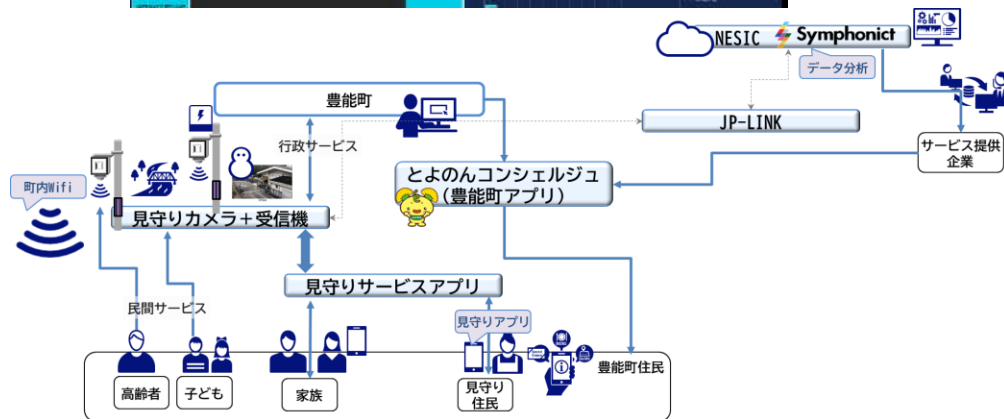 NESIC Symphonict
データ分析
豊能町
JP-LINK
行政サービス
サービス提供
企業
とよのんコンシェルジュ
(豊能町アプリ)
町内Wifi
見守りカメラ+受信機
見守りサービスアプリ
民間サービス
見守りアプリ
豊能町住民
高齢者
子ども
家族
見守り
住民